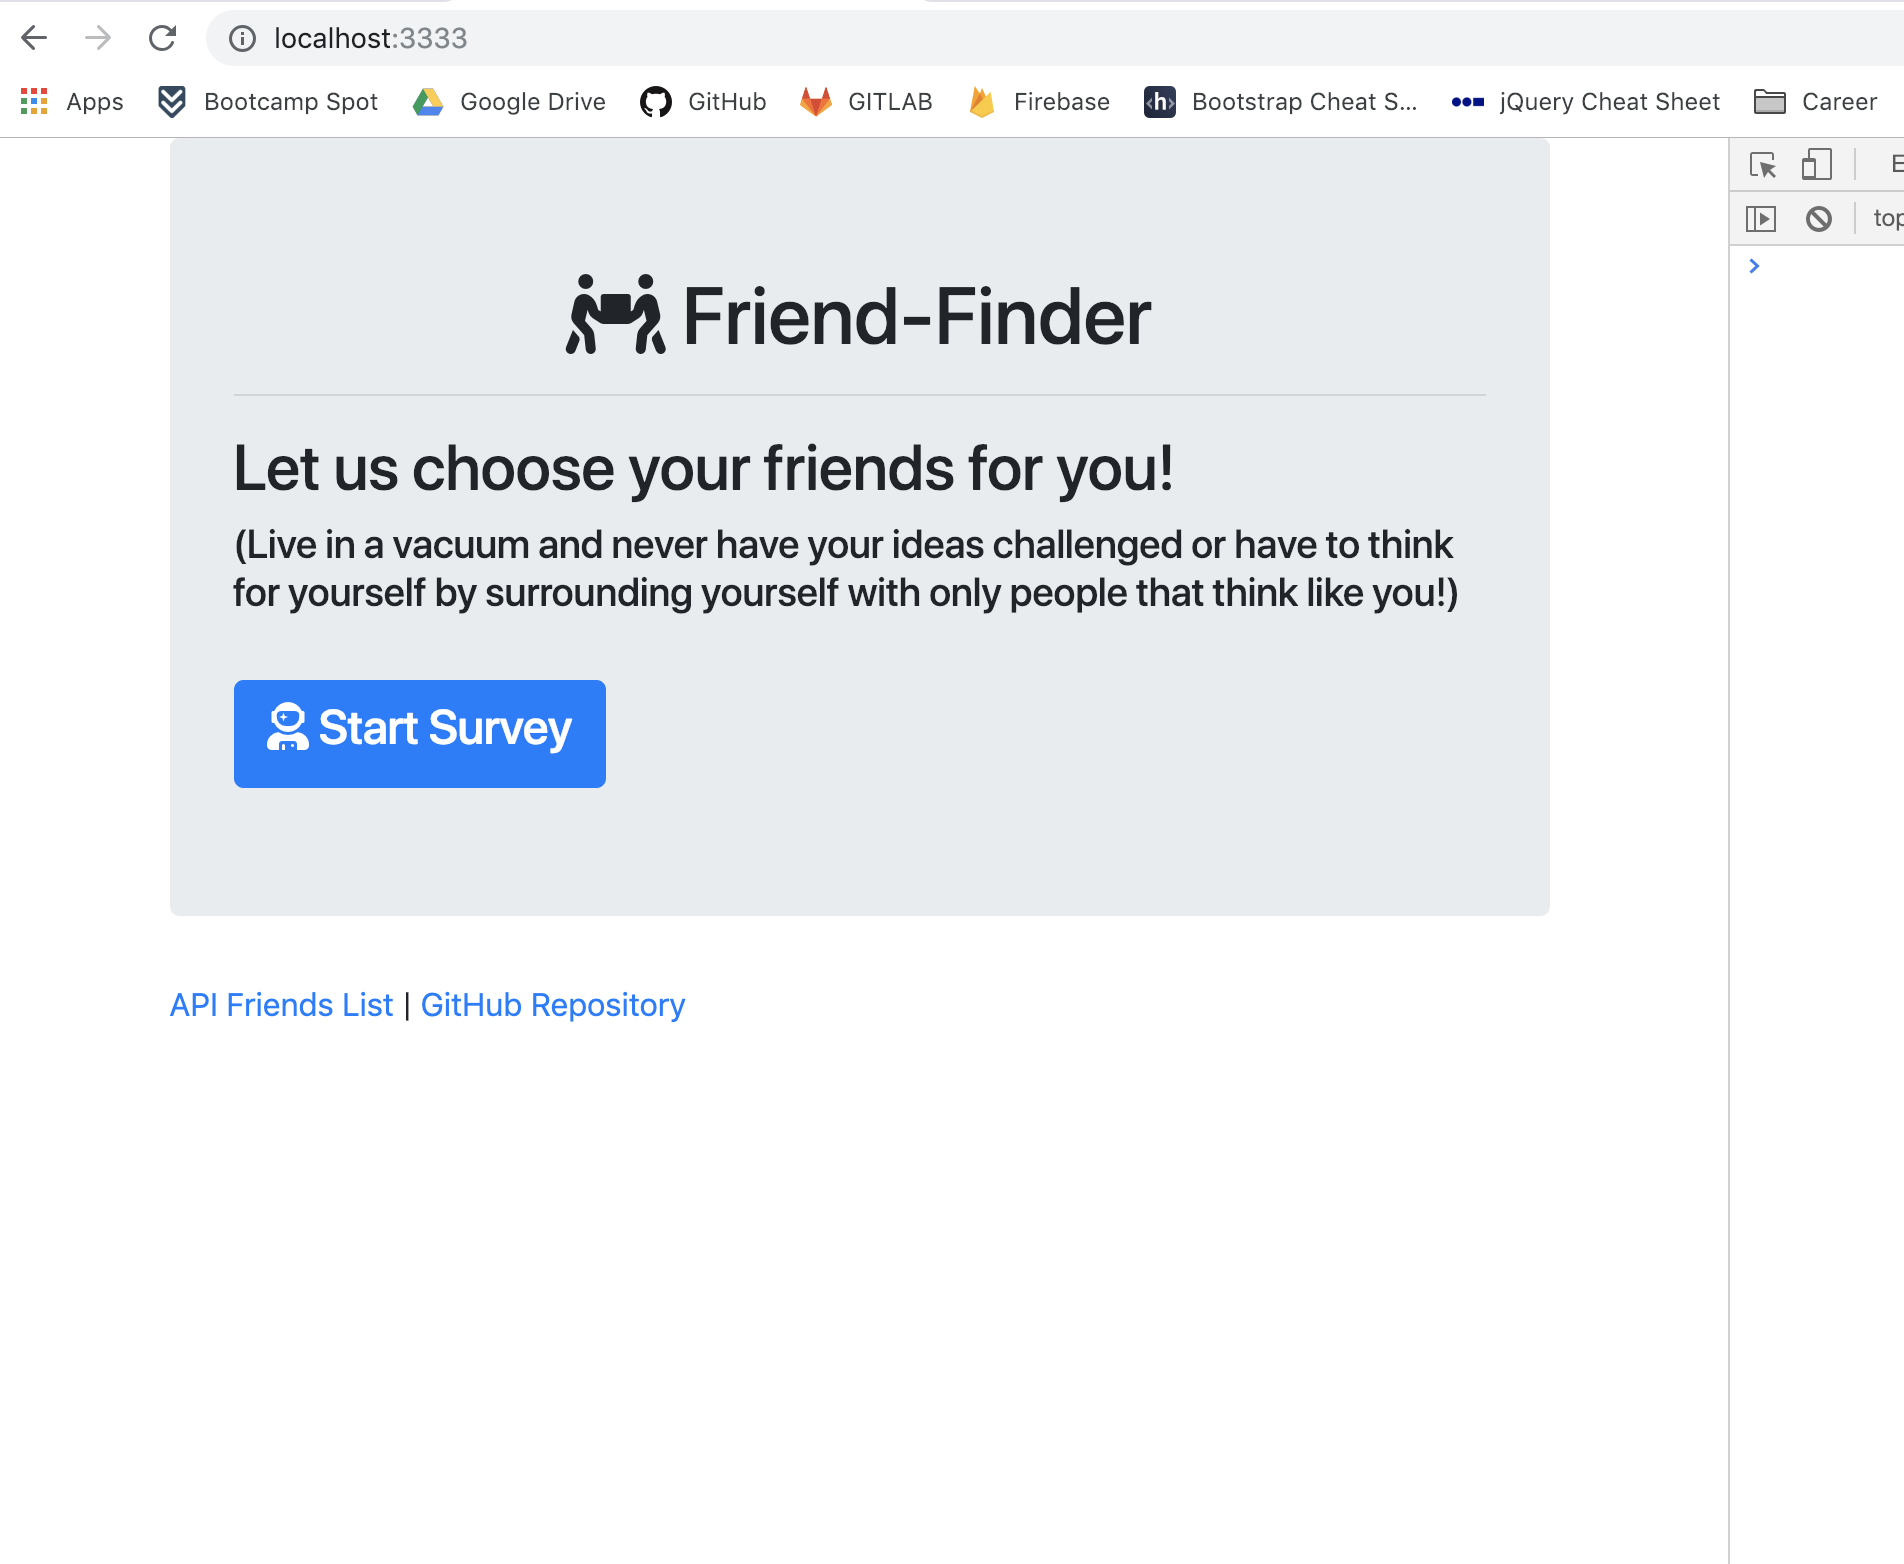 localhost:3333
Apps Bootcamp Spot Google Drive GitHub GITLAB Firebase <h> Bootstrap Cheat S... jQuery Cheat Sheet Career
top
Friend-Finder
Let us choose your friends for you!
(Live in a vacuum and never have your ideas challenged or have to think
for yourself by surrounding yourself with only people that think like you!)
Start Survey
API Friends List | GitHub Repository